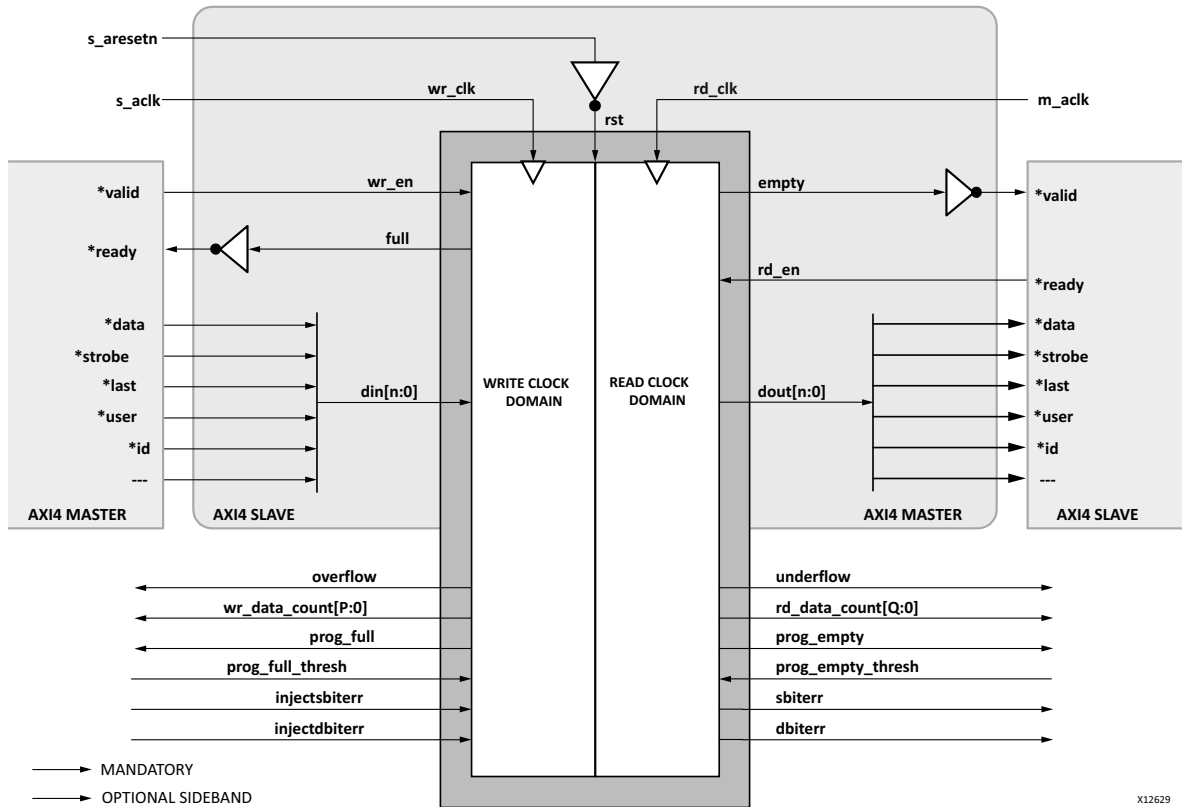 s_aresetn
s_aclk
wr_clk
rd_clk
m_aclk
rst
*valid
wr_en
empty
*valid
*ready
full
rd_en
*ready
*data
*strobe
*last
*user
*id
---
din[n:0]
WRITE CLOCK
DOMAIN
READ CLOCK
DOMAIN
dout[n:0]
*data
*strobe
*last
*user
*id
---
AXI4 MASTER
AXI4 SLAVE
AXI4 MASTER
AXI4 SLAVE
overflow
wr_data_count[P:0]
prog_full
prog_full_thresh
injectsbiterr
injectdbiterr
underflow
rd_data_count[Q:0]
prog_empty
prog_empty_thresh
sbiterr
dbiterr
MANDATORY
OPTIONAL SIDEBAND
X12629